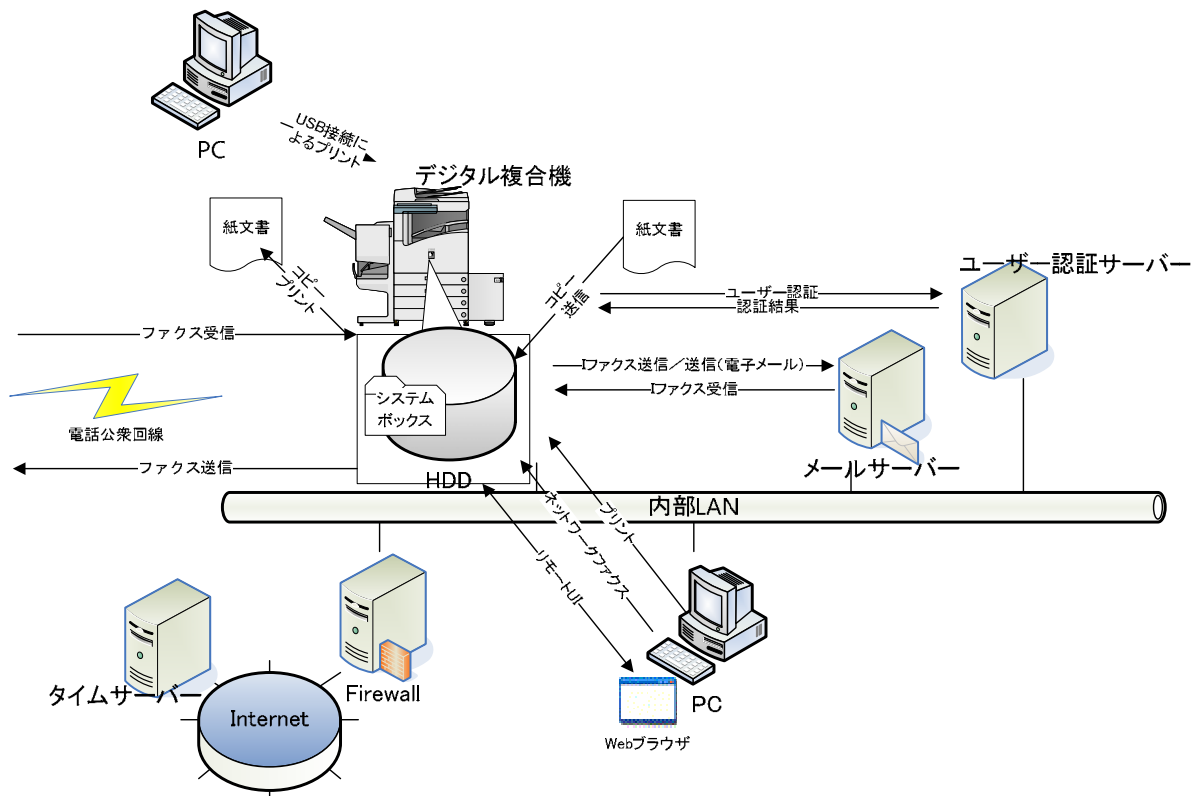 PC
USB接続に
よるプリント
デジタル複合機
紙文書
紙文書
コピー
プリント
コピー
送信
ユーザー認証サーバー
ユーザー認証
認証結果
ファクス受信
Iファクス送信／送信(電子メール)
Iファクス受信
システム
ボックス
電話公衆回線
ファクス送信
HDD
メールサーバー
内部LAN
ネットワークファクス
プリント
リモートUI
タイムサーバー
Firewall
Internet
PC
Webブラウザ